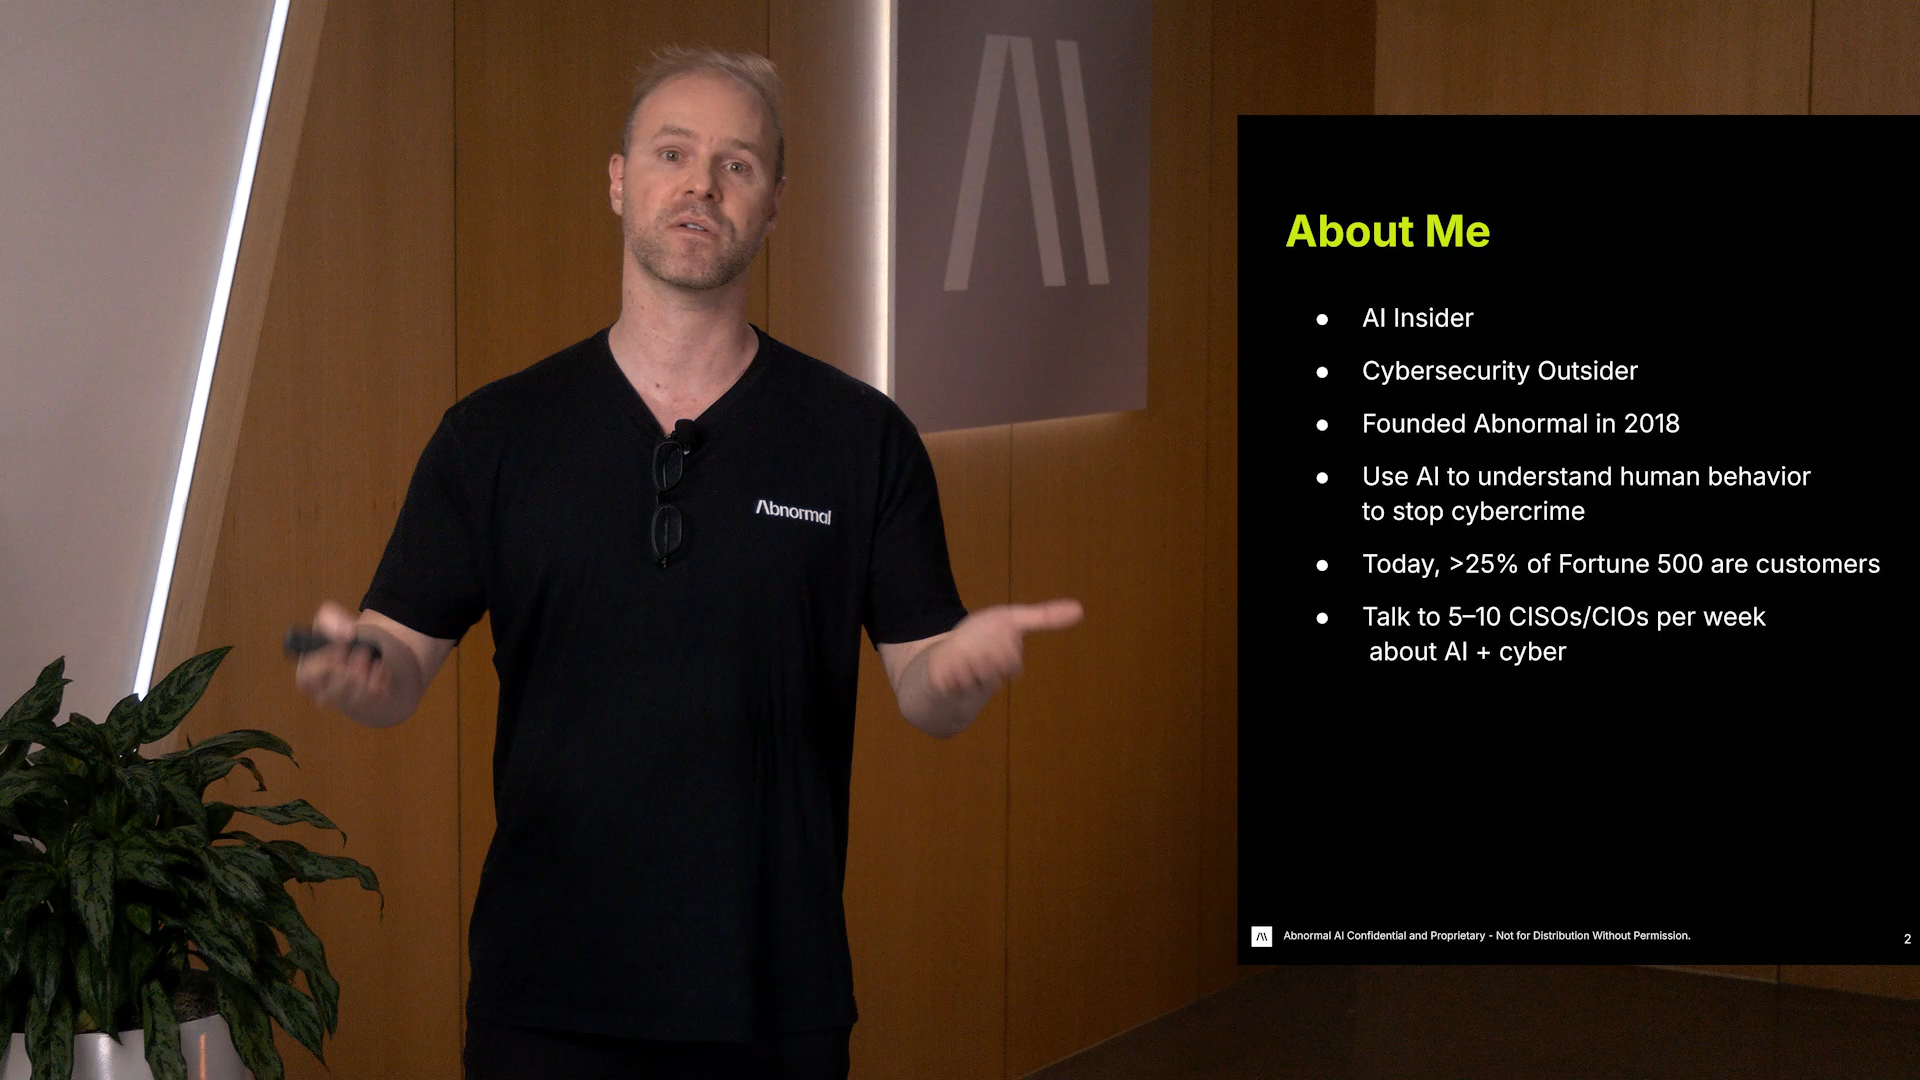 Abnormal
About Me
● AI Insider
● Cybersecurity Outsider
● Founded Abnormal in 2018
● Use AI to understand human behavior
to stop cybercrime
● Today, >25% of Fortune 500 are customers
● Talk to 5–10 CISOs/CIOs per week
about AI + cyber
Abnormal AI Confidential and Proprietary - Not for Distribution Without Permission.
2